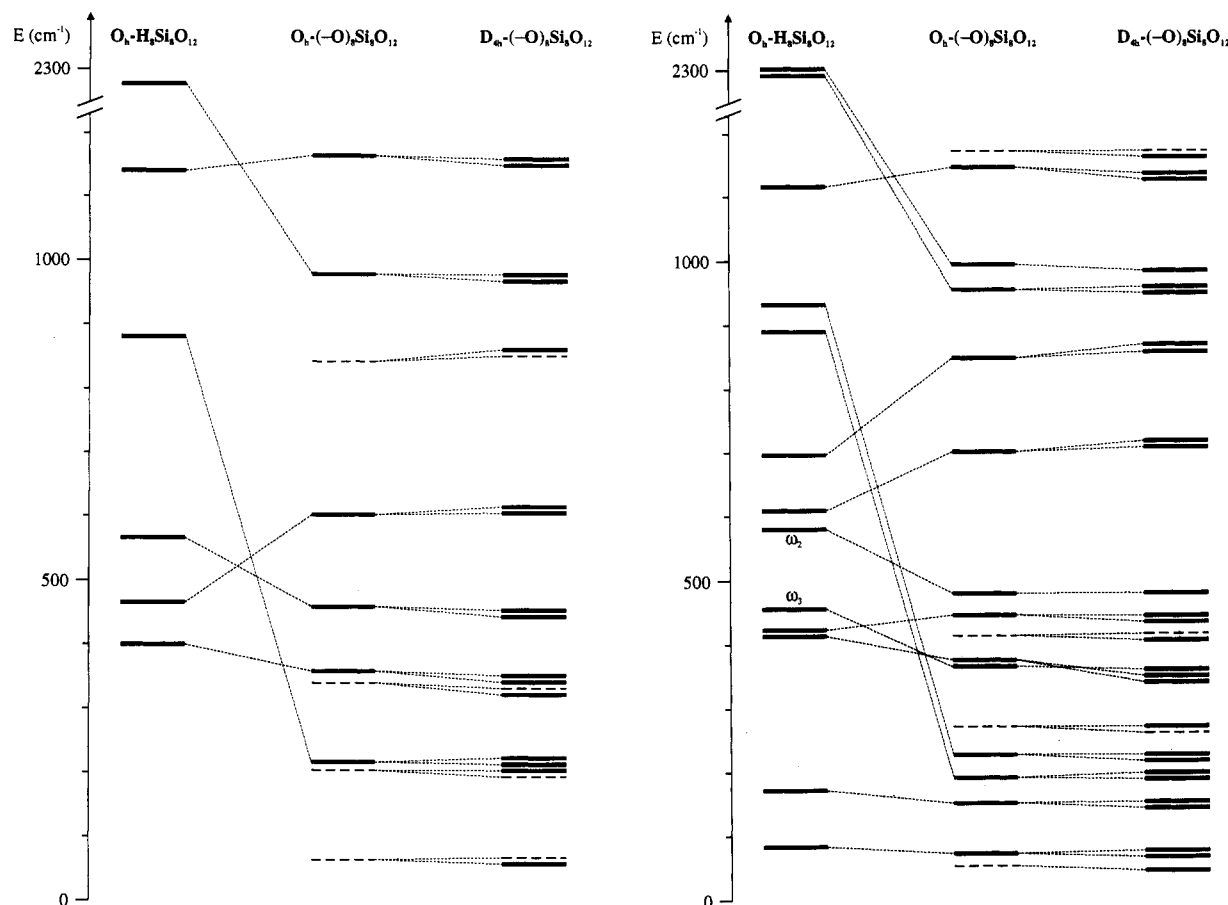 E (cm⁻¹) Oₕ-H₈Si₈O₁₂ Oₕ-(–O)₈Si₈O₁₂ D₄ₕ-(–O)₈Si₈O₁₂
2300
1000
500
0
E (cm⁻¹) Oₕ-H₈Si₈O₁₂ Oₕ-(–O)₈Si₈O₁₂ D₄ₕ-(–O)₈Si₈O₁₂
2300
1000
500
ω₂
ω₃
0